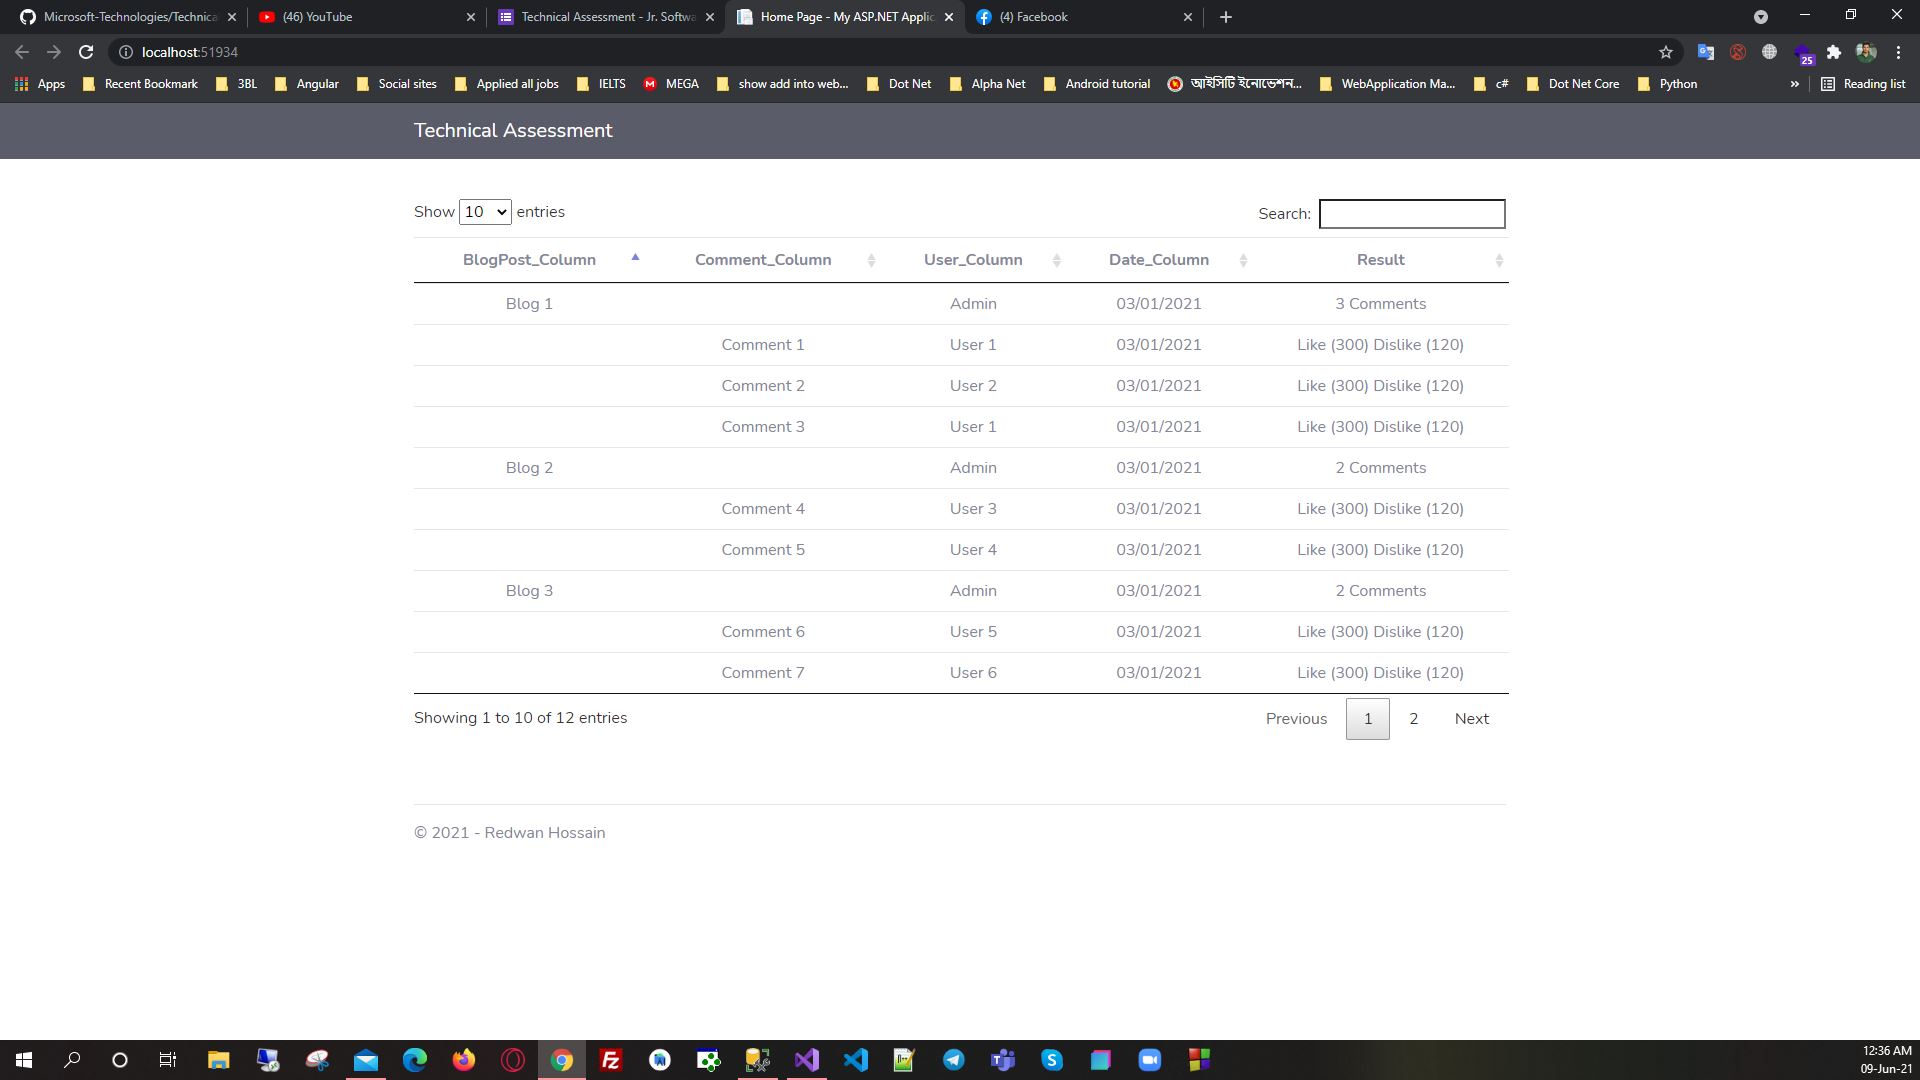 Microsoft-Technologies/Technica
(46) YouTube
Technical Assessment - Jr. Softwa
Home Page - My ASP.NET Applic
(4) Facebook
localhost:51934
25
Apps Recent Bookmark 3BL Angular Social sites Applied all jobs IELTS MEGA show add into web... Dot Net Alpha Net Android tutorial আইসিটি ইনোভেশন... WebApplication Ma... c# Dot Net Core Python » Reading list
Technical Assessment
Show 10 entries
Search:
BlogPost_Column Comment_Column User_Column Date_Column Result
Blog 1 Admin 03/01/2021 3 Comments
Comment 1 User 1 03/01/2021 Like (300) Dislike (120)
Comment 2 User 2 03/01/2021 Like (300) Dislike (120)
Comment 3 User 1 03/01/2021 Like (300) Dislike (120)
Blog 2 Admin 03/01/2021 2 Comments
Comment 4 User 3 03/01/2021 Like (300) Dislike (120)
Comment 5 User 4 03/01/2021 Like (300) Dislike (120)
Blog 3 Admin 03/01/2021 2 Comments
Comment 6 User 5 03/01/2021 Like (300) Dislike (120)
Comment 7 User 6 03/01/2021 Like (300) Dislike (120)
Showing 1 to 10 of 12 entries
Previous 1 2 Next
© 2021 - Redwan Hossain
12:36 AM
09-Jun-21